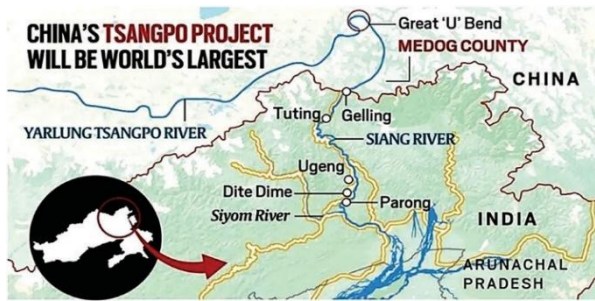 CHINA'S TSANGPO PROJECT
WILL BE WORLD'S LARGEST
Great 'U' Bend
MEDOG COUNTY
CHINA
YARLUNG TSANGPO RIVER
Tuting
Gelling
SIANG RIVER
Ugeng
Dite Dime
Siyom River
Parong
INDIA
ARUNACHAL
PRADESH